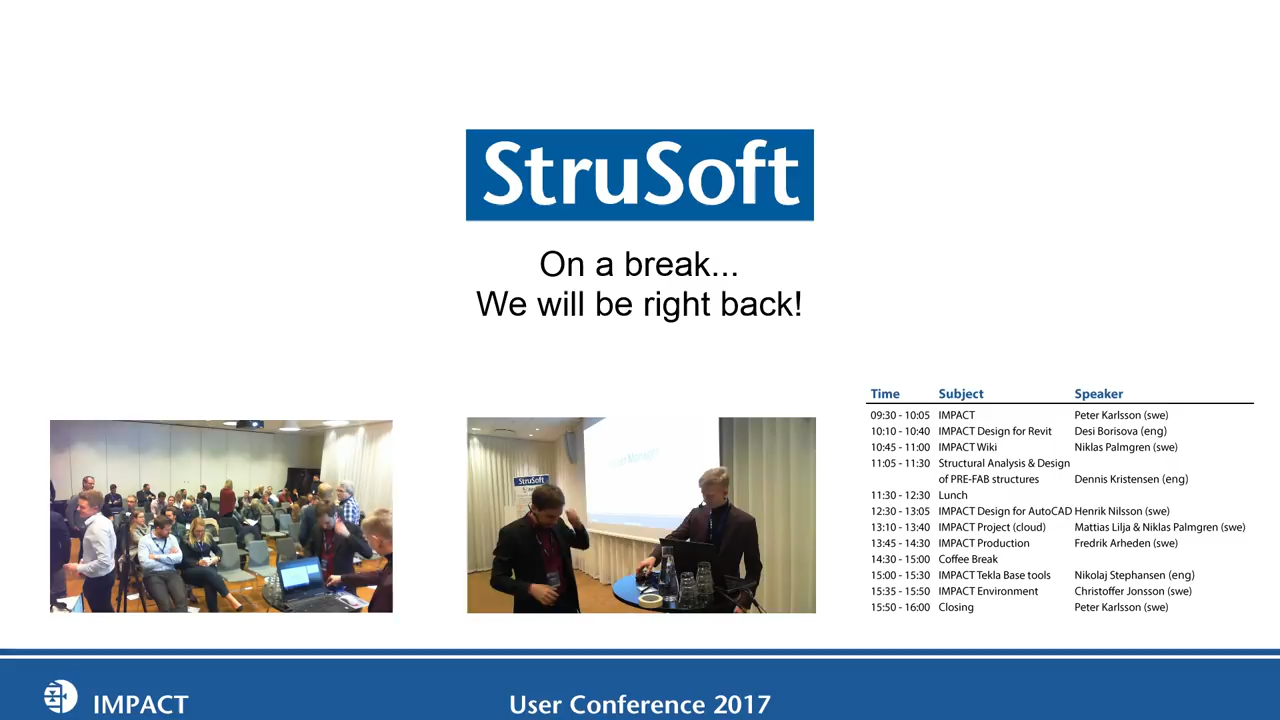 StruSoft
On a break...
We will be right back!
StruSoft
Time Subject Speaker
09:30 - 10:05 IMPACT Peter Karlsson (swe)
10:10 - 10:40 IMPACT Design for Revit Desi Borisova (eng)
10:45 - 11:00 IMPACT Wiki Niklas Palmgren (swe)
11:05 - 11:30 Structural Analysis & Design
of PRE-FAB structures Dennis Kristensen (eng)
11:30 - 12:30 Lunch
12:30 - 13:05 IMPACT Design for AutoCAD Henrik Nilsson (swe)
13:10 - 13:40 IMPACT Project (cloud) Mattias Lilja & Niklas Palmgren (swe)
13:45 - 14:30 IMPACT Production Fredrik Arheden (swe)
14:30 - 15:00 Coffee Break
15:00 - 15:30 IMPACT Tekla Base tools Nikolaj Stephansen (eng)
15:35 - 15:50 IMPACT Environment Christoffer Jonsson (swe)
15:50 - 16:00 Closing Peter Karlsson (swe)
IMPACT
User Conference 2017